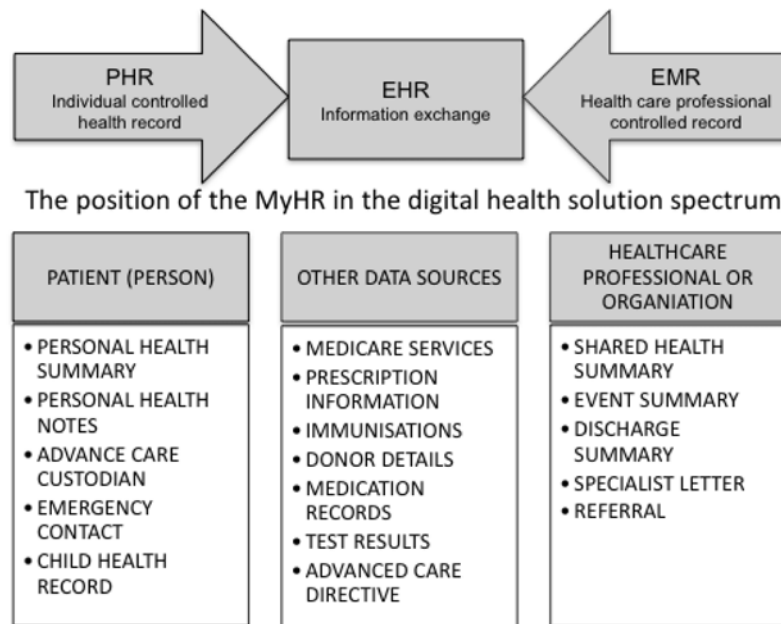 PHR
Individual controlled
health record
EHR
Information exchange
EMR
Health care professional
controlled record
The position of the MyHR in the digital health solution spectrum
PATIENT (PERSON)
• PERSONAL HEALTH
SUMMARY
• PERSONAL HEALTH
NOTES
• ADVANCE CARE
CUSTODIAN
• EMERGENCY
CONTACT
• CHILD HEALTH
RECORD
OTHER DATA SOURCES
• MEDICARE SERVICES
• PRESCRIPTION
INFORMATION
• IMMUNISATIONS
• DONOR DETAILS
• MEDICATION
RECORDS
• TEST RESULTS
• ADVANCED CARE
DIRECTIVE
HEALTHCARE
PROFESSIONAL OR
ORGANIATION
• SHARED HEALTH
SUMMARY
• EVENT SUMMARY
• DISCHARGE
SUMMARY
• SPECIALIST LETTER
• REFERRAL